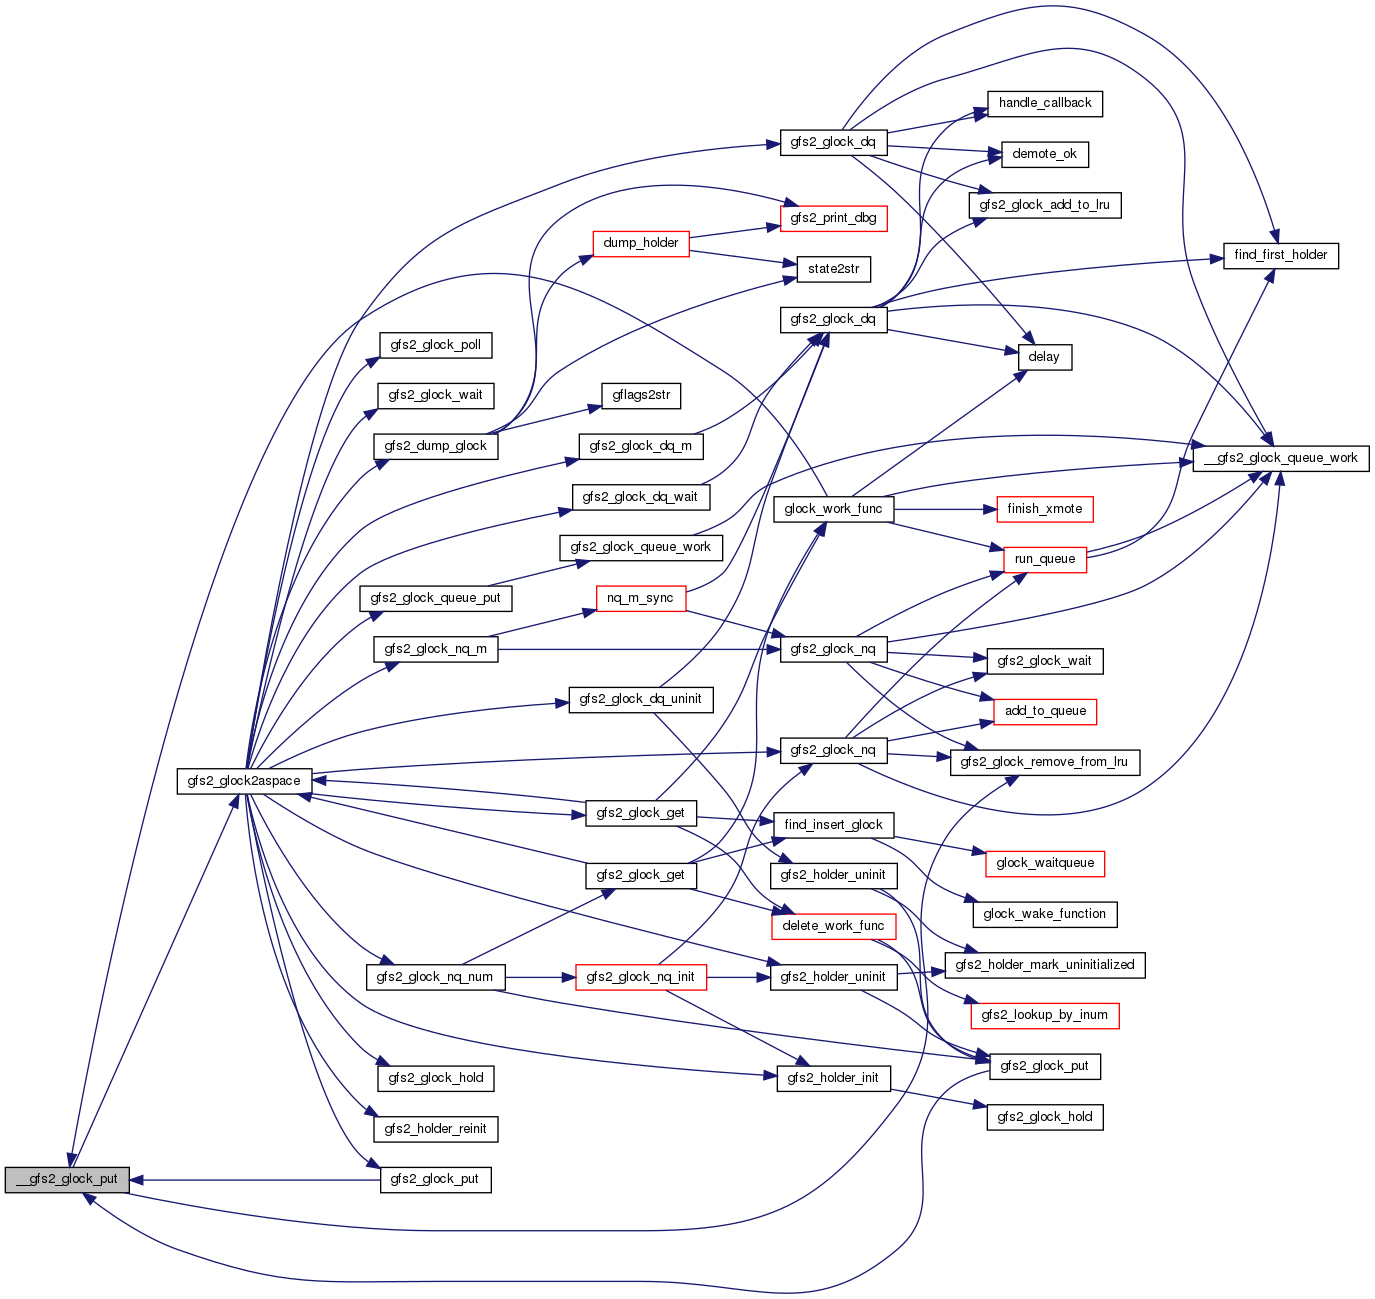 handle_callback
gfs2_glock_dq
demote_ok
gfs2_glock_add_to_lru
gfs2_print_dbg
dump_holder
find_first_holder
state2str
gfs2_glock_dq
gfs2_glock_poll
delay
gfs2_glock_wait
gflags2str
gfs2_dump_glock
gfs2_glock_dq_m
__gfs2_glock_queue_work
gfs2_glock_dq_wait
glock_work_func
finish_xmote
gfs2_glock_queue_work
run_queue
gfs2_glock_queue_put
nq_m_sync
gfs2_glock_nq_m
gfs2_glock_nq
gfs2_glock_wait
gfs2_glock_dq_uninit
add_to_queue
gfs2_glock_nq
gfs2_glock_remove_from_lru
gfs2_glock2aspace
gfs2_glock_get
find_insert_glock
glock_waitqueue
gfs2_glock_get
gfs2_holder_uninit
glock_wake_function
delete_work_func
gfs2_holder_mark_uninitialized
gfs2_glock_nq_num
gfs2_glock_nq_init
gfs2_holder_uninit
gfs2_lookup_by_inum
gfs2_glock_put
gfs2_glock_hold
gfs2_holder_init
gfs2_glock_hold
gfs2_holder_reinit
__gfs2_glock_put
gfs2_glock_put